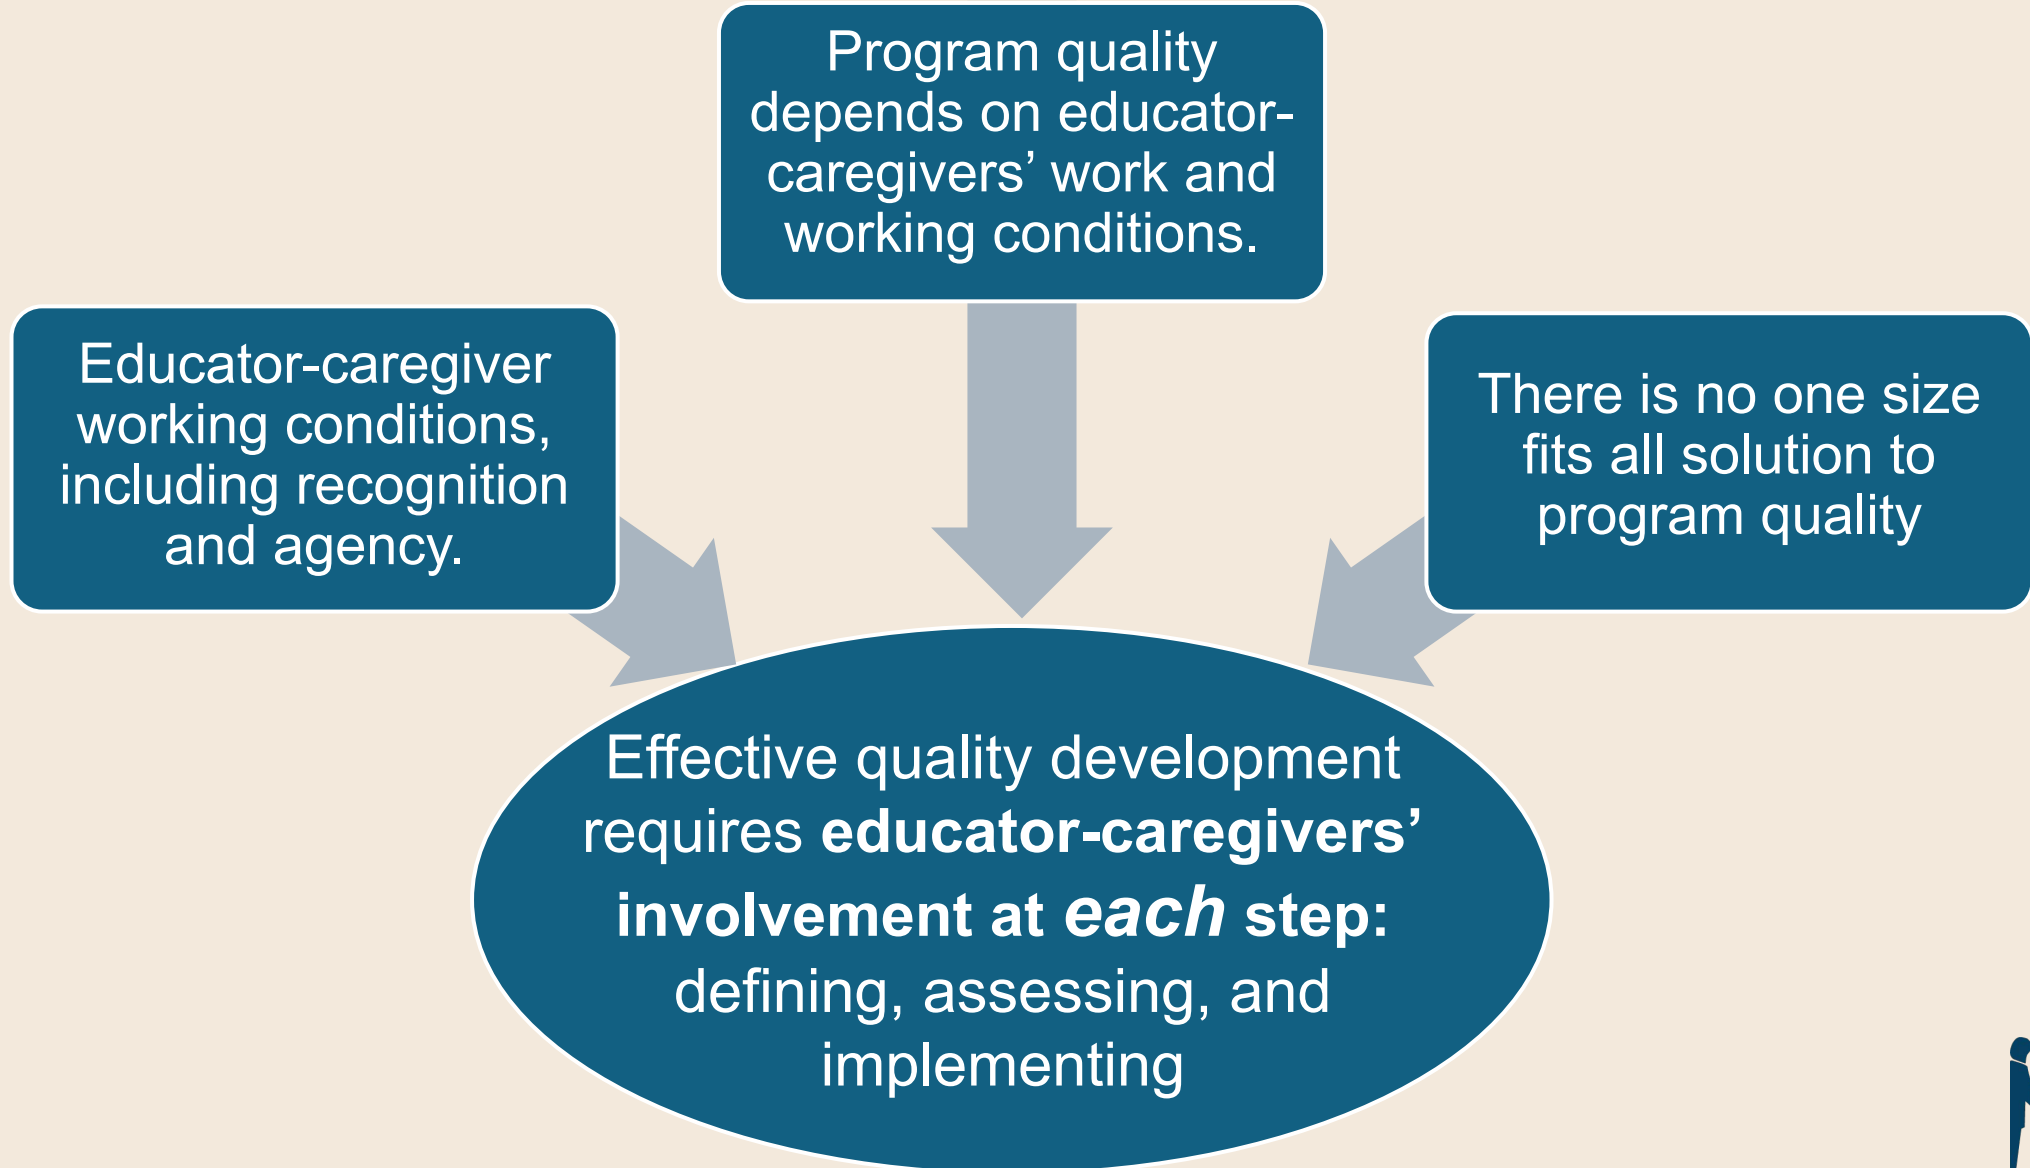 Program quality
depends on educator-
caregivers’ work and
working conditions.
Educator-caregiver
working conditions,
including recognition
and agency.
There is no one size
fits all solution to
program quality
Effective quality development
requires educator-caregivers’
involvement at each step:
defining, assessing, and
implementing